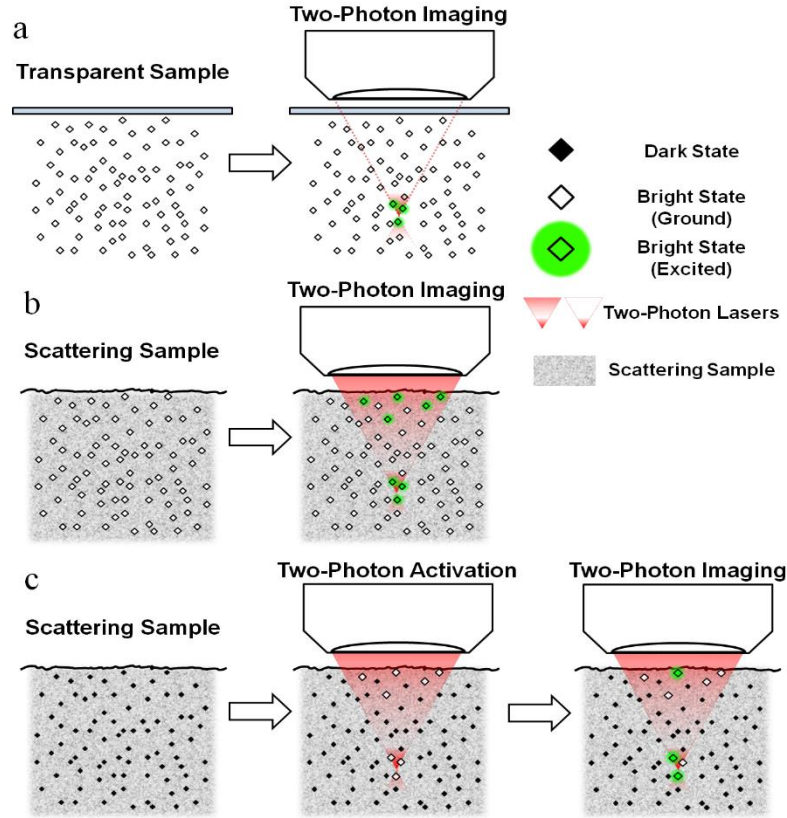 a
Two-Photon Imaging
Transparent Sample
Dark State
Bright State
(Ground)
Bright State
(Excited)
Two-Photon Lasers
Scattering Sample
b
Two-Photon Imaging
Scattering Sample
c
Two-Photon Activation
Two-Photon Imaging
Scattering Sample